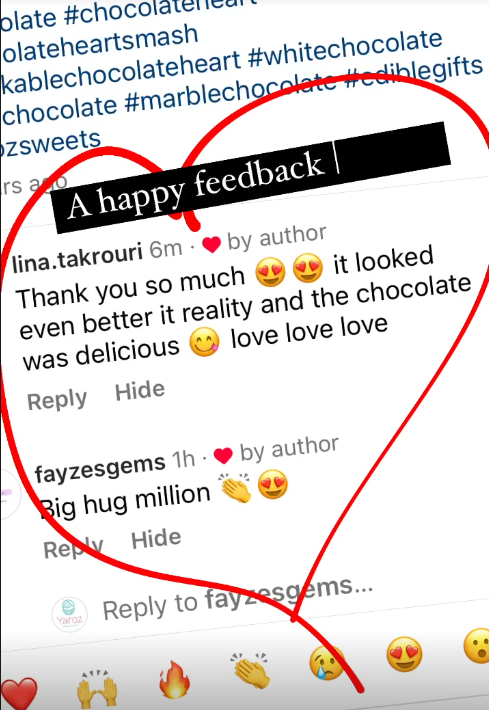 olate #chocolateheart
olateheartsmash
kablechocolateheart #whitechocolate
chocolate #marblechocolate #ediblegifts
ozsweets
rs ago
A happy feedback
lina.takrouri 6m · ❤️ by author
Thank you so much 😍 😍 it looked
even better it reality and the chocolate
was delicious 😋 love love love
Reply Hide
fayzesgems 1h · ❤️ by author
Big hug million 👏 😍
Reply Hide
Yaroz
Reply to fayzesgems...